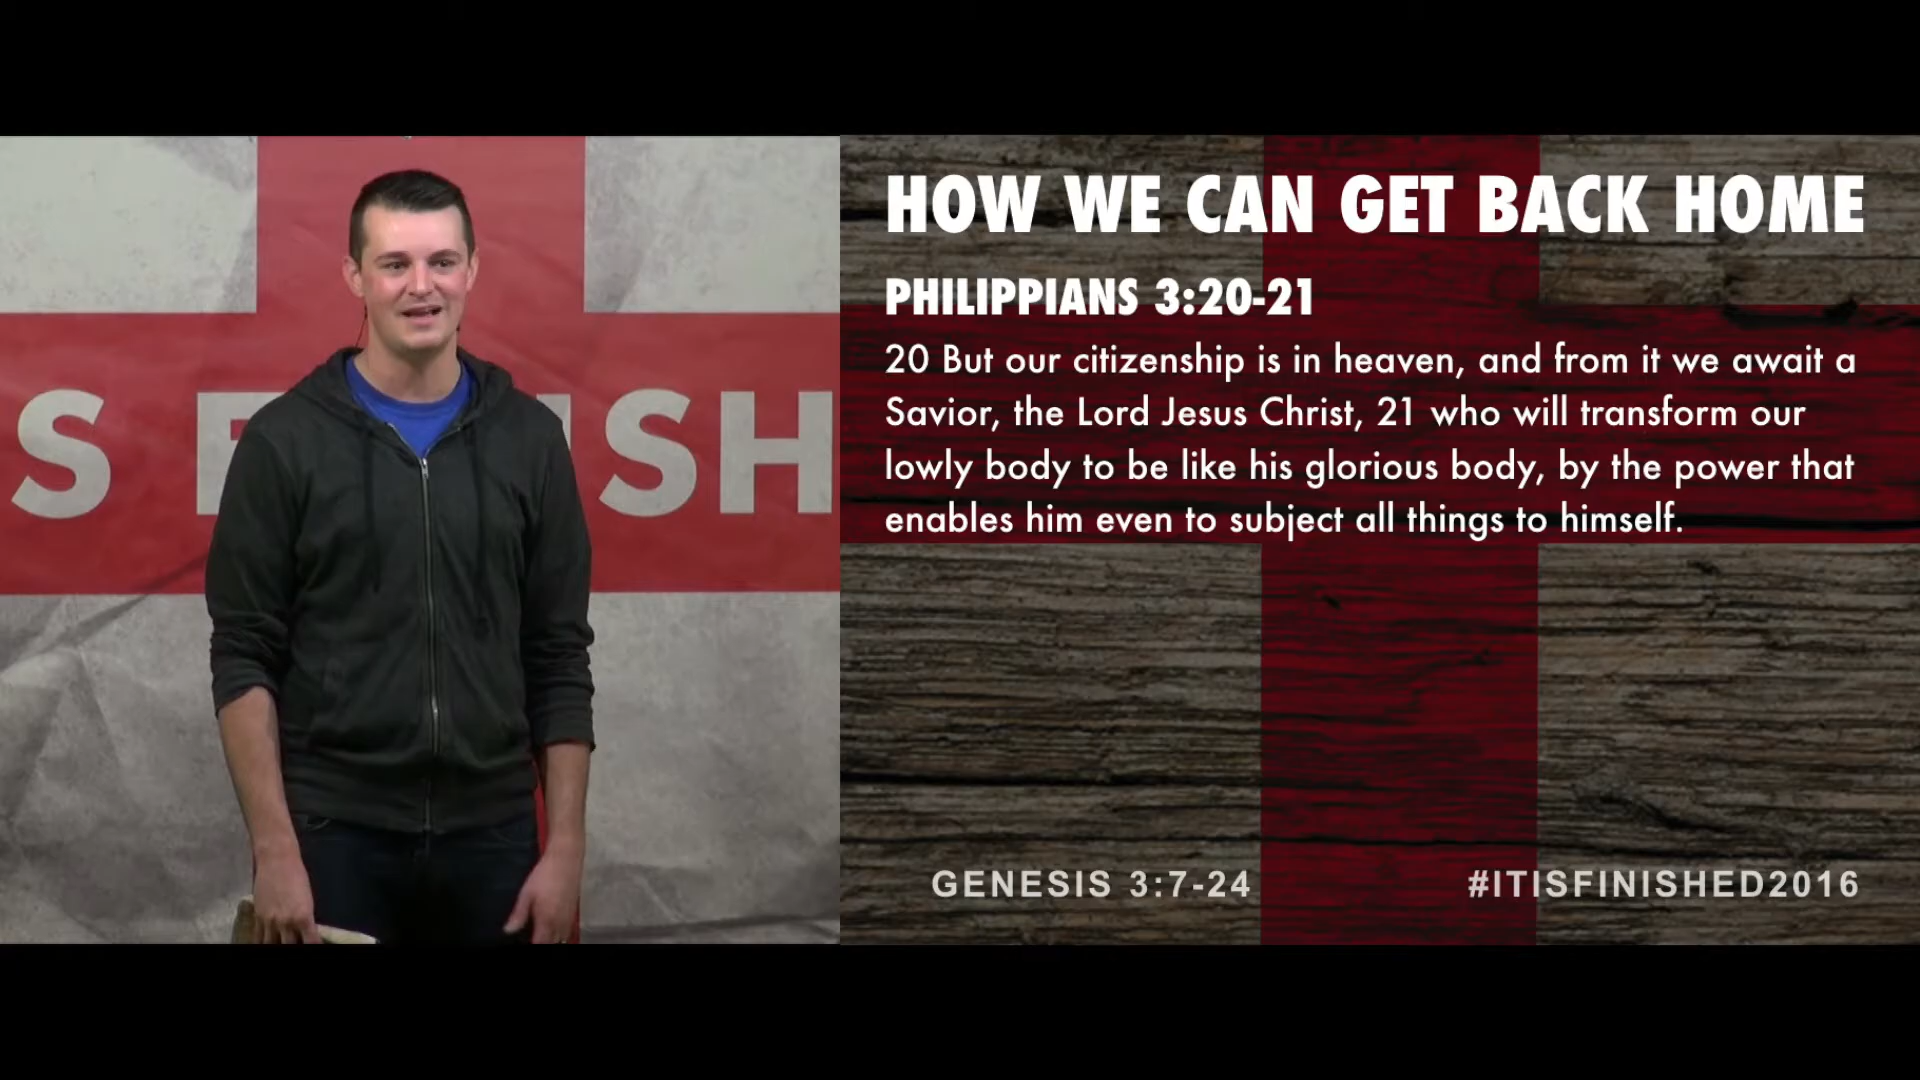 S F ISH
HOW WE CAN GET BACK HOME
PHILIPPIANS 3:20-21
20 But our citizenship is in heaven, and from it we await a
Savior, the Lord Jesus Christ, 21 who will transform our
lowly body to be like his glorious body, by the power that
enables him even to subject all things to himself.
GENESIS 3:7-24
#ITISFINISHED2016